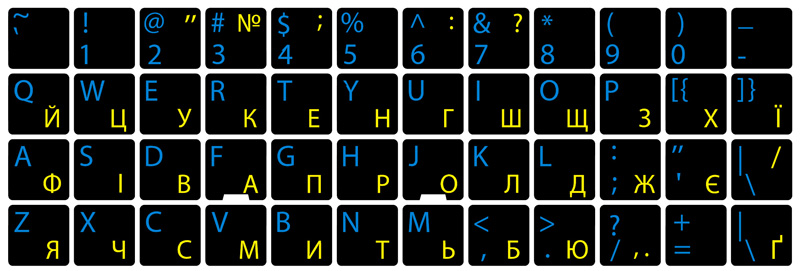 ~ ` ! 1 @ " 2 # № 3 $ ; 4 % 5 ^ : 6 & ? 7 * 8 ( 9 ) 0 _ -
Q Й W Ц E У R К T Е Y Н U Г I Ш O Щ P З [{ Х ]} Ї
A Ф S І D В F А G П H Р J О K Л L Д : ; Ж " ' Є | \ /
Z Я X Ч C С V М B И N Т M Ь < , Б > . Ю ? / ,. + = | \ Ґ